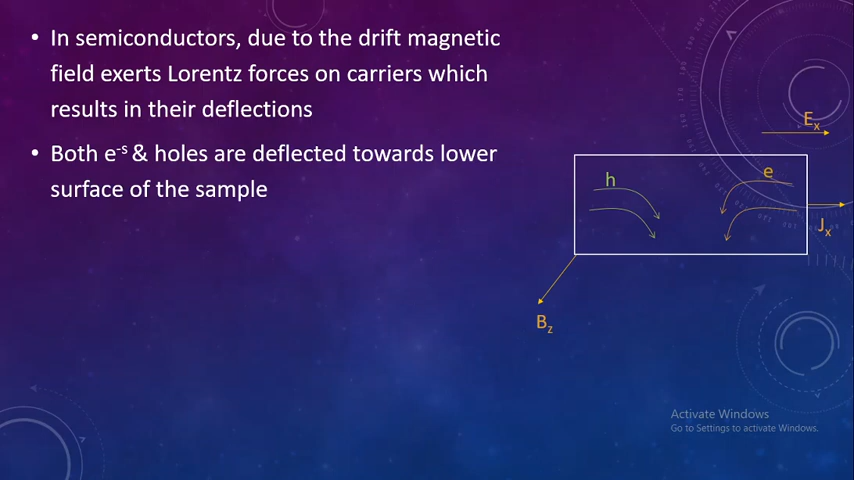 • In semiconductors, due to the drift magnetic
field exerts Lorentz forces on carriers which
results in their deflections
• Both e-s & holes are deflected towards lower
surface of the sample
Ex
h
e
Jx
Bz
Activate Windows
Go to Settings to activate Windows.